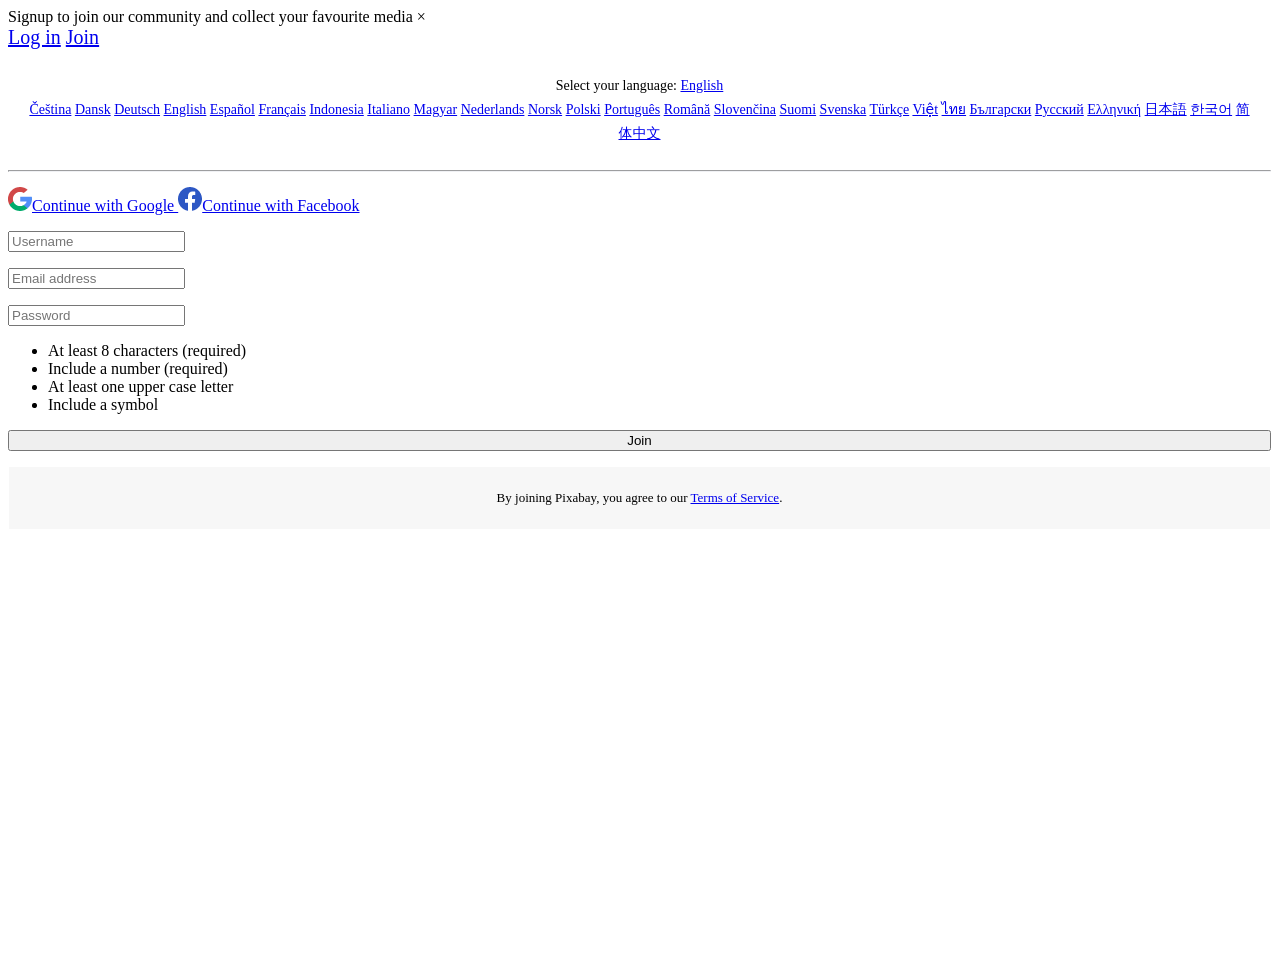 Signup to join our community and collect your favourite media ×
Log in Join
Select your language: English
Čeština Dansk Deutsch English Español Français Indonesia Italiano Magyar Nederlands Norsk Polski Português Română Slovenčina Suomi Svenska Türkçe Việt ไทย Български Русский Ελληνική 日本語 한국어 简
体中文
Continue with Google Continue with Facebook
Username
Email address
Password
At least 8 characters (required)
Include a number (required)
At least one upper case letter
Include a symbol
Join
By joining Pixabay, you agree to our Terms of Service.